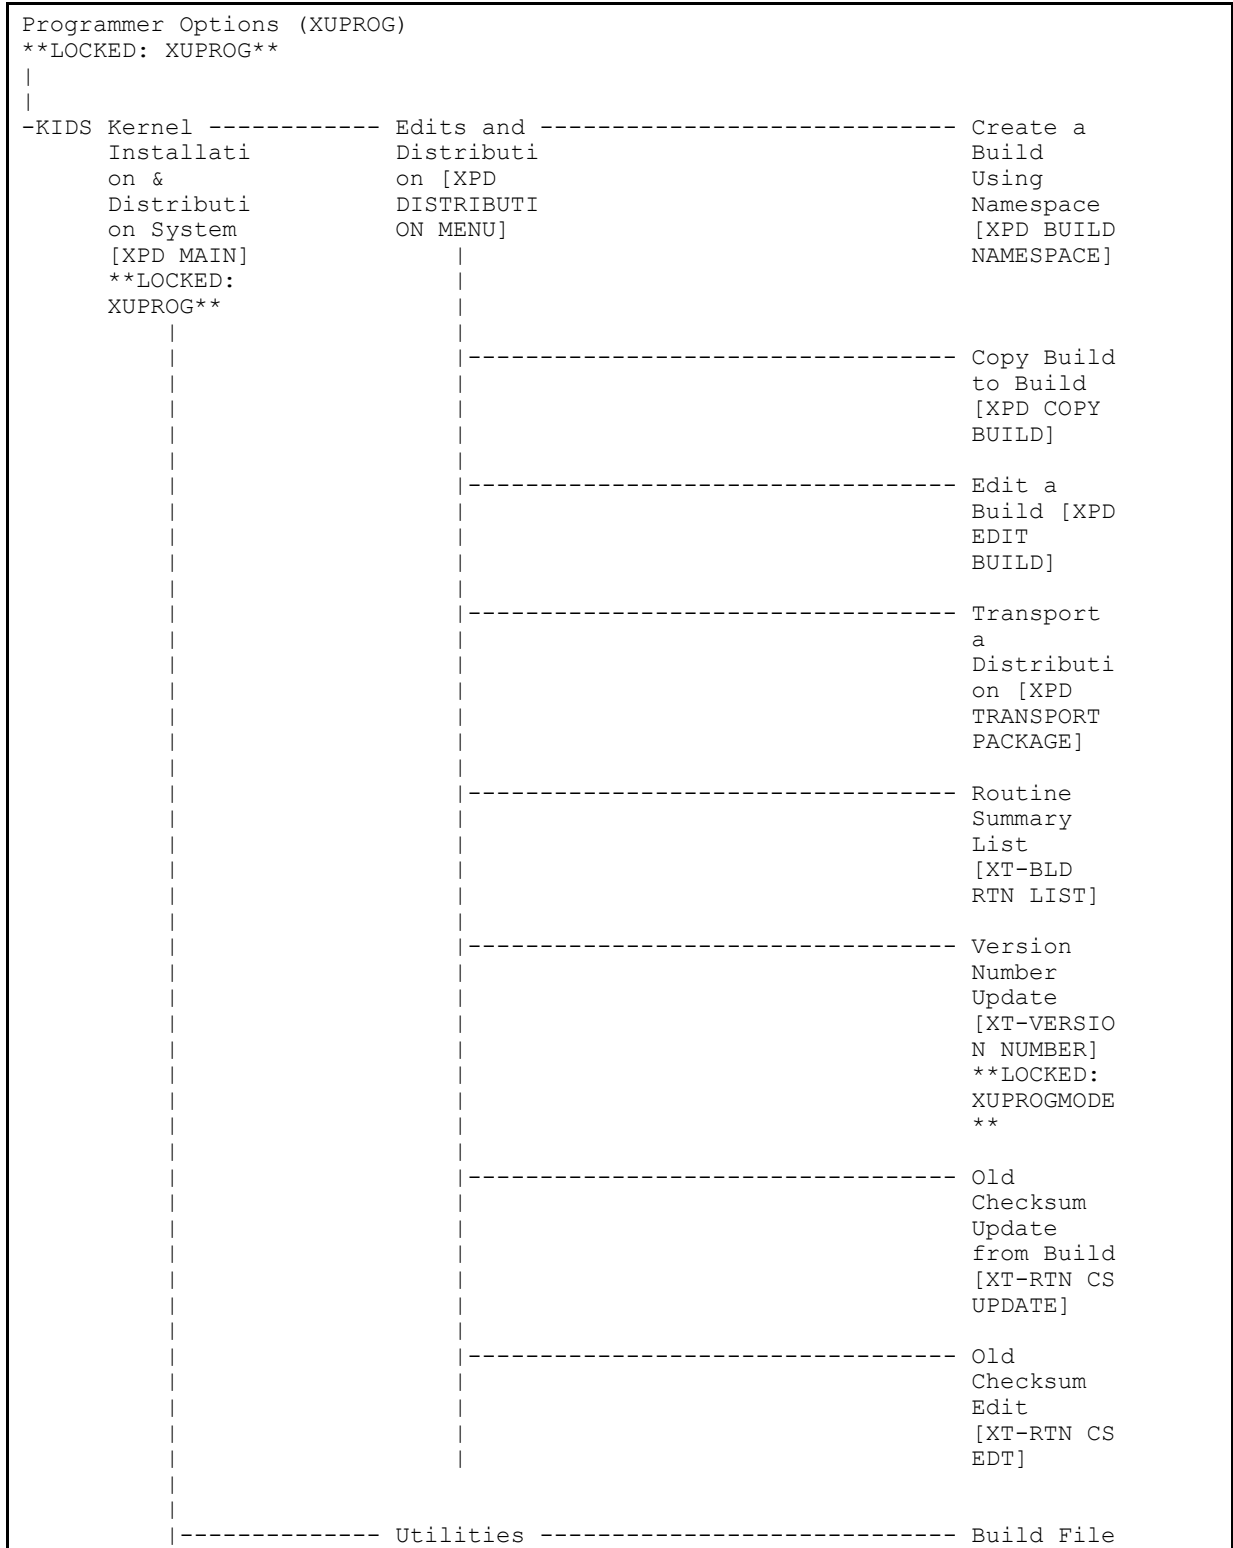 Programmer Options (XUPROG)
**LOCKED: XUPROG**
|
|
-KIDS Kernel ------------ Edits and ----------------------------- Create a
      Installati          Distributi                              Build
      on &                on [XPD                                 Using
      Distributi          DISTRIBUTI                              Namespace
      on System           ON MENU]                                [XPD BUILD
      [XPD MAIN]               |                                  NAMESPACE]
      **LOCKED:                |
      XUPROG**                 |
          |                    |
          |                    |---------------------------------- Copy Build
          |                    |                                  to Build
          |                    |                                  [XPD COPY
          |                    |                                  BUILD]
          |                    |
          |                    |---------------------------------- Edit a
          |                    |                                  Build [XPD
          |                    |                                  EDIT
          |                    |                                  BUILD]
          |                    |
          |                    |---------------------------------- Transport
          |                    |                                  a
          |                    |                                  Distributi
          |                    |                                  on [XPD
          |                    |                                  TRANSPORT
          |                    |                                  PACKAGE]
          |                    |
          |                    |---------------------------------- Routine
          |                    |                                  Summary
          |                    |                                  List
          |                    |                                  [XT-BLD
          |                    |                                  RTN LIST]
          |                    |
          |                    |---------------------------------- Version
          |                    |                                  Number
          |                    |                                  Update
          |                    |                                  [XT-VERSIO
          |                    |                                  N NUMBER]
          |                    |                                  **LOCKED:
          |                    |                                  XUPROGMODE
          |                    |                                  **
          |                    |
          |                    |---------------------------------- Old
          |                    |                                  Checksum
          |                    |                                  Update
          |                    |                                  from Build
          |                    |                                  [XT-RTN CS
          |                    |                                  UPDATE]
          |                    |
          |                    |---------------------------------- Old
          |                    |                                  Checksum
          |                    |                                  Edit
          |                    |                                  [XT-RTN CS
          |                    |                                  EDT]
          |
          |
          |-------------- Utilities ----------------------------- Build File